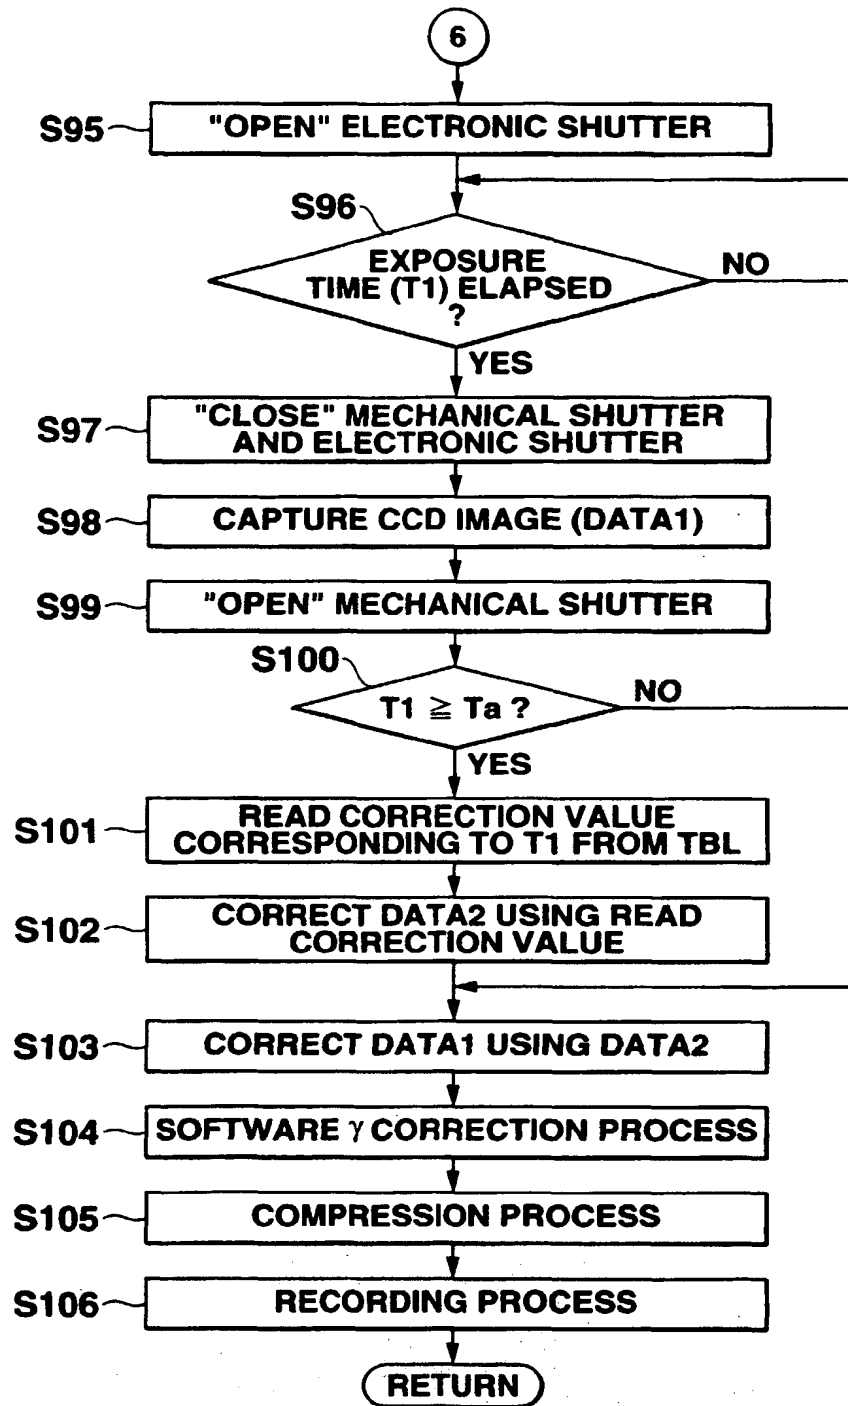 6
S95 "OPEN" ELECTRONIC SHUTTER
S96
EXPOSURE
TIME (T1) ELAPSED
?
NO
YES
S97
"CLOSE" MECHANICAL SHUTTER
AND ELECTRONIC SHUTTER
S98 CAPTURE CCD IMAGE (DATA1)
S99 "OPEN" MECHANICAL SHUTTER
S100
T1 ≧ Ta ?
NO
YES
S101
READ CORRECTION VALUE
CORRESPONDING TO T1 FROM TBL
S102
CORRECT DATA2 USING READ
CORRECTION VALUE
S103 CORRECT DATA1 USING DATA2
S104 SOFTWARE γ CORRECTION PROCESS
S105 COMPRESSION PROCESS
S106 RECORDING PROCESS
RETURN